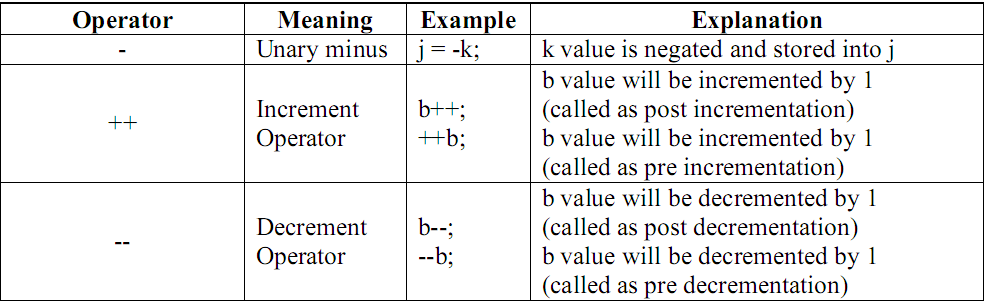 Operator Meaning Example Explanation
- Unary minus j = -k; k value is negated and stored into j
++
Increment
Operator
b++;
++b;
b value will be incremented by 1
(called as post incrementation)
b value will be incremented by 1
(called as pre incrementation)
--
Decrement
Operator
b--;
--b;
b value will be decremented by 1
(called as post decrementation)
b value will be decremented by 1
(called as pre decrementation)